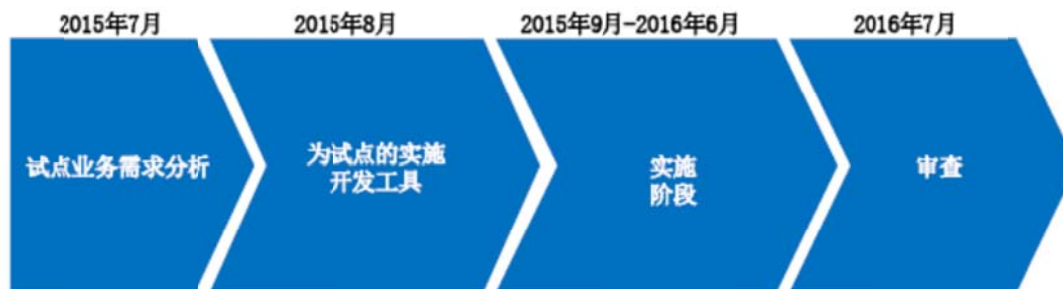 2015年7月
2015年8月
2015年9月-2016年6月
2016年7月
试点业务需求分析
为试点的实施
开发工具
实施
阶段
审查